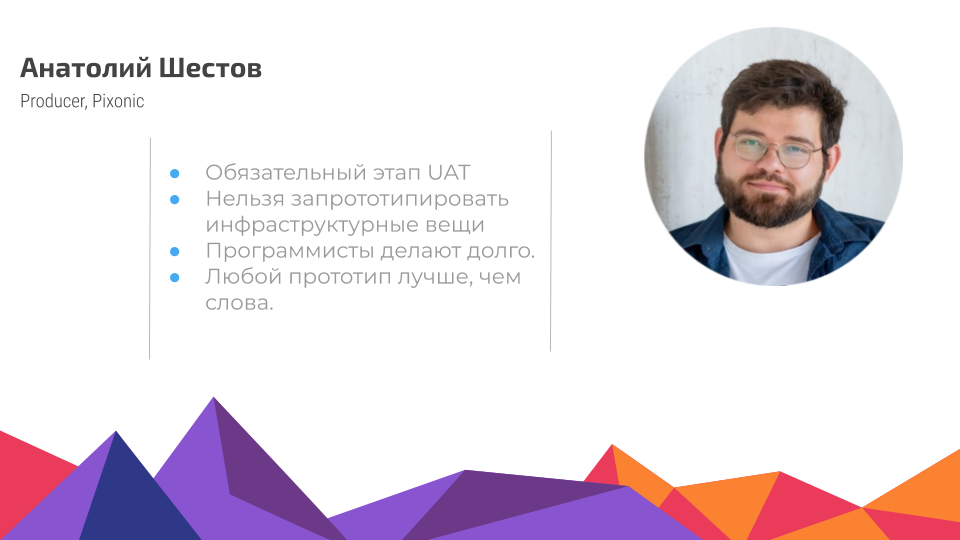 Анатолий Шестов
Producer, Pixonic
● Обязательный этап UAT
● Нельзя запрототипировать
инфраструктурные вещи
● Программисты делают долго.
● Любой прототип лучше, чем
слова.